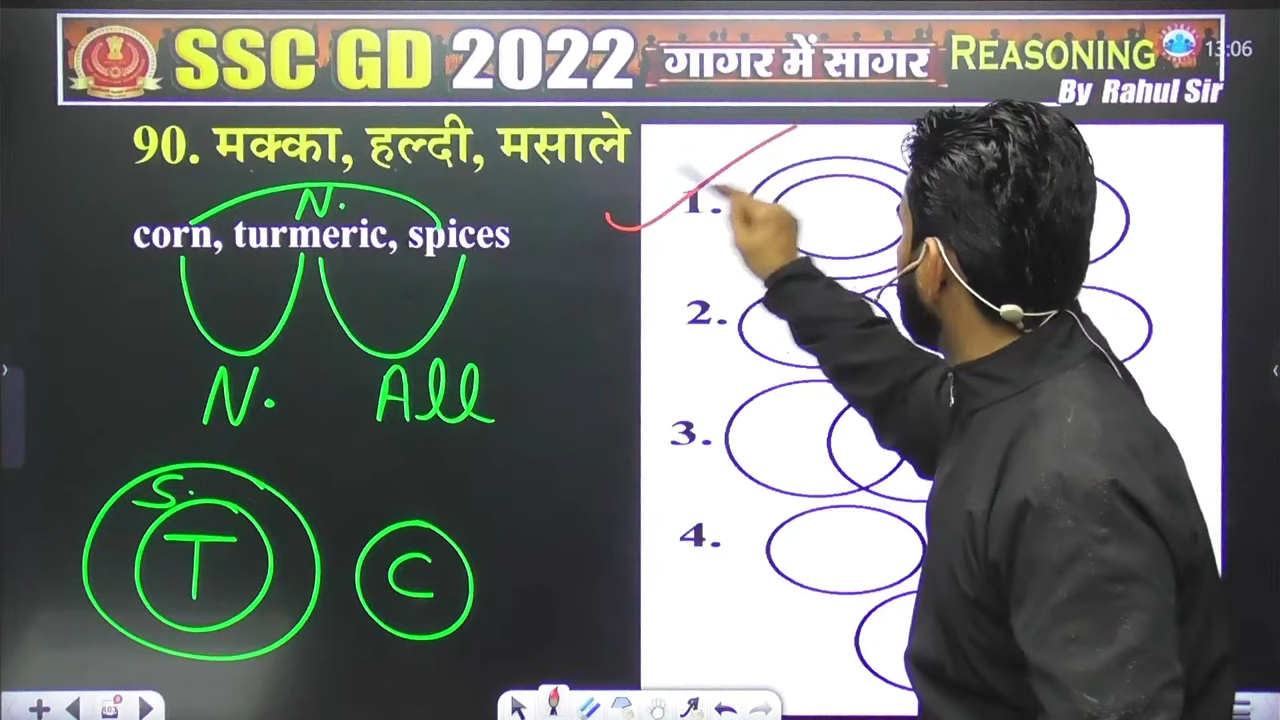 SSC GD 2022 गागर में सागर REASONING 13:06
By Rahul Sir
90. मक्का, हल्दी, मसाले
N.
corn, turmeric, spices
N. All
S.
T C
1.
2.
3.
4.